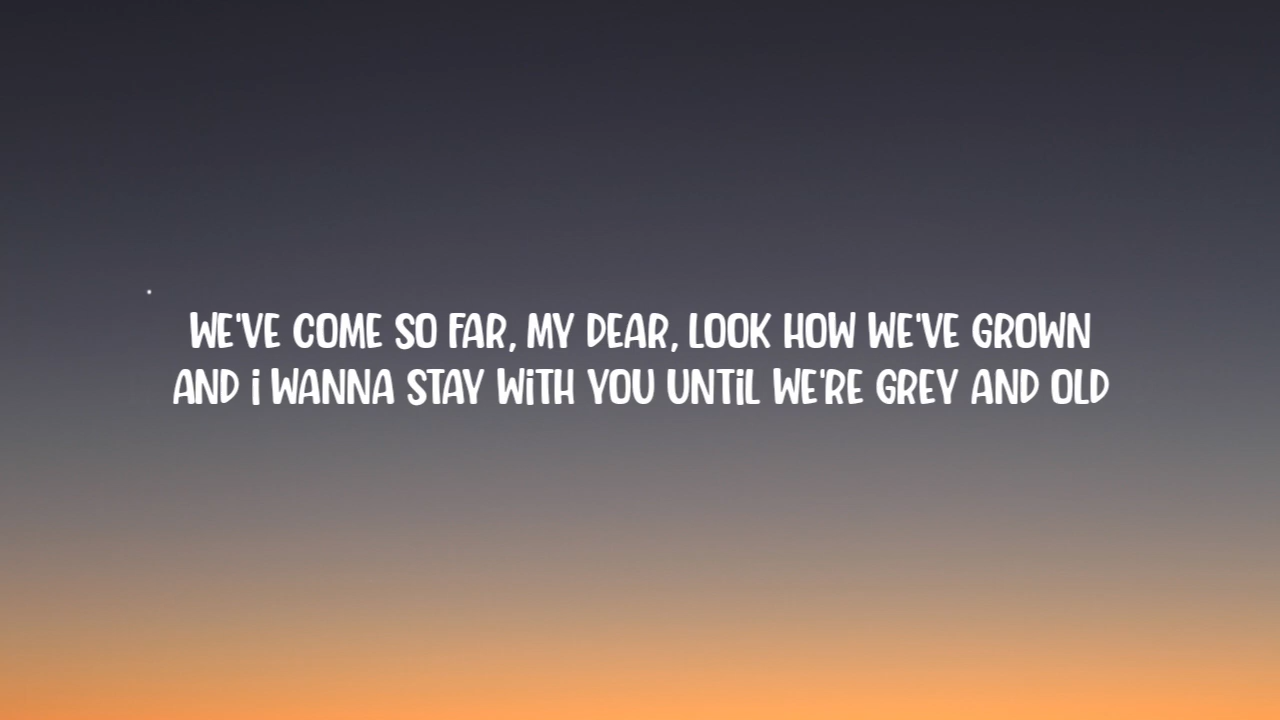 WE'VE COME SO FAR, MY DEAR, LOOK HOW WE'VE GROWN
AND i WANNA STAY WiTH YOU UNTiL WE'RE GREY AND OLD